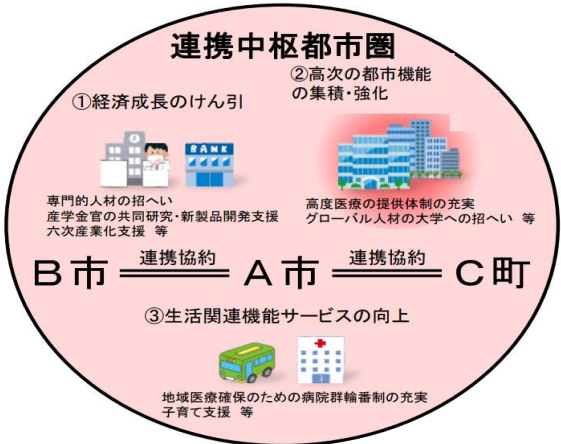 連携中枢都市圏
①経済成長のけん引
②高次の都市機能
の集積・強化
BANK
専門的人材の招へい
産学金官の共同研究・新製品開発支援
六次産業化支援 等
高度医療の提供体制の充実
グローバル人材の大学への招へい 等
B市 連携協約 A市 連携協約 C町
③生活関連機能サービスの向上
地域医療確保のための病院群輪番制の充実
子育て支援 等